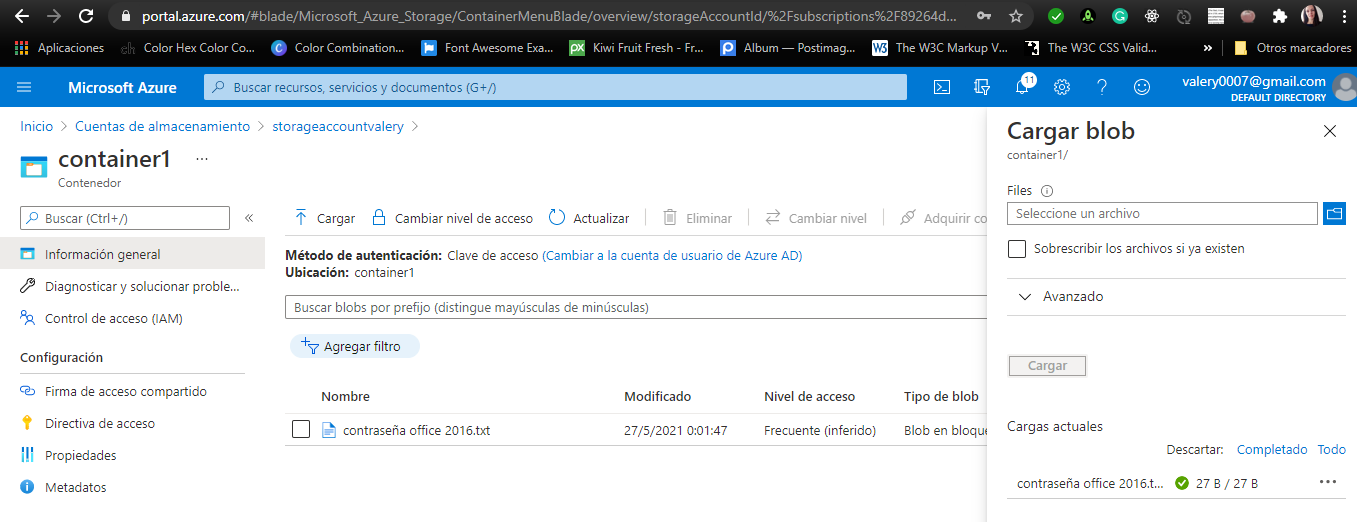 portal.azure.com/#blade/Microsoft_Azure_Storage/ContainerMenuBlade/overview/storageAccountId/%2Fsubscriptions%2F89264d...
Aplicaciones
Color Hex Color Co...
Color Combination...
Font Awesome Exa...
Kiwi Fruit Fresh - Fr...
Album — Postimag...
The W3C Markup V...
The W3C CSS Valid...
»
Otros marcadores
Microsoft Azure
Buscar recursos, servicios y documentos (G+/)
11
valery0007@gmail.com
DEFAULT DIRECTORY
Inicio > Cuentas de almacenamiento > storageaccountvalery >
container1 ...
Contenedor
Buscar (Ctrl+/)
«
Información general
Diagnosticar y solucionar proble...
Control de acceso (IAM)
Configuración
Firma de acceso compartido
Directiva de acceso
Propiedades
Metadatos
Cargar
Cambiar nivel de acceso
Actualizar
Eliminar
Cambiar nivel
Adquirir co
Método de autenticación: Clave de acceso (Cambiar a la cuenta de usuario de Azure AD)
Ubicación: container1
Buscar blobs por prefijo (distingue mayúsculas de minúsculas)
Agregar filtro
Nombre Modificado Nivel de acceso Tipo de blob
contraseña office 2016.txt 27/5/2021 0:01:47 Frecuente (inferido) Blob en bloque
Cargar blob
container1/
Files
Seleccione un archivo
Sobrescribir los archivos si ya existen
Avanzado
Cargar
Cargas actuales
Descartar: Completado Todo
contraseña office 2016.t... 27 B / 27 B ...